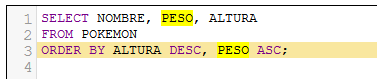 1 SELECT NOMBRE, PESO, ALTURA
2 FROM POKEMON
3 ORDER BY ALTURA DESC, PESO ASC;
4